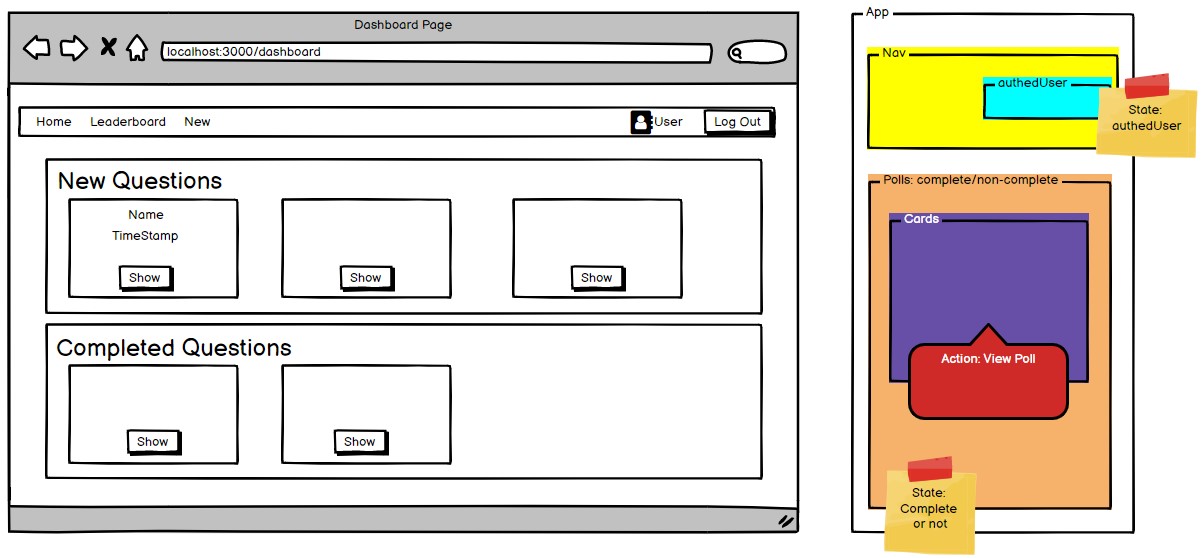 Dashboard Page
localhost:3000/dashboard
Home Leaderboard New User Log Out
New Questions
Name
TimeStamp
Show Show Show
Completed Questions
Show Show
App
Nav
authedUser
State:
authedUser
Polls: complete/non-complete
Cards
Action: View Poll
State:
Complete
or not